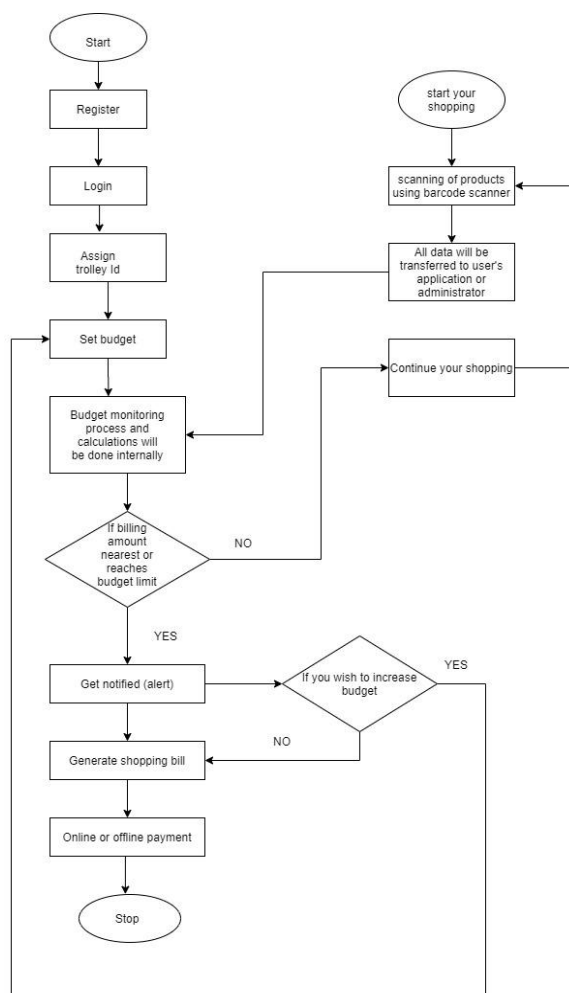 Start
Register
Login
Assign
trolley Id
Set budget
Budget monitoring
process and
calculations will
be done internally
If billing
amount
nearest or
reaches
budget limit
NO
YES
Get notified (alert)
Generate shopping bill
Online or offline payment
Stop
start your
shopping
scanning of products
using barcode scanner
All data will be
transferred to user's
application or
administrator
Continue your shopping
If you wish to increase
budget
YES
NO